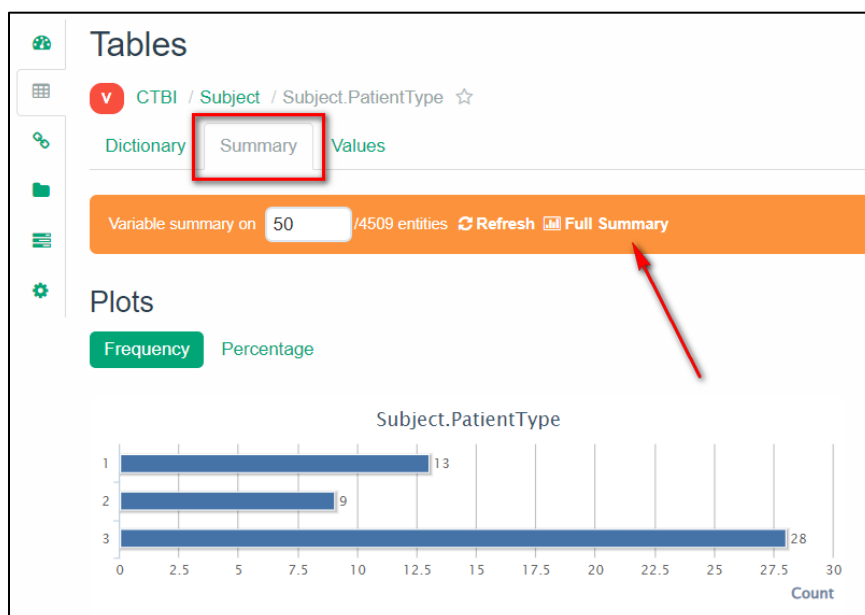 Tables
V CTBI / Subject / Subject.PatientType
Dictionary Summary Values
Variable summary on 50 /4509 entities Refresh Full Summary
Plots
Frequency Percentage
Subject.PatientType
1 13
2 9
3 28
0 2.5 5 7.5 10 12.5 15 17.5 20 22.5 25 27.5 30
Count